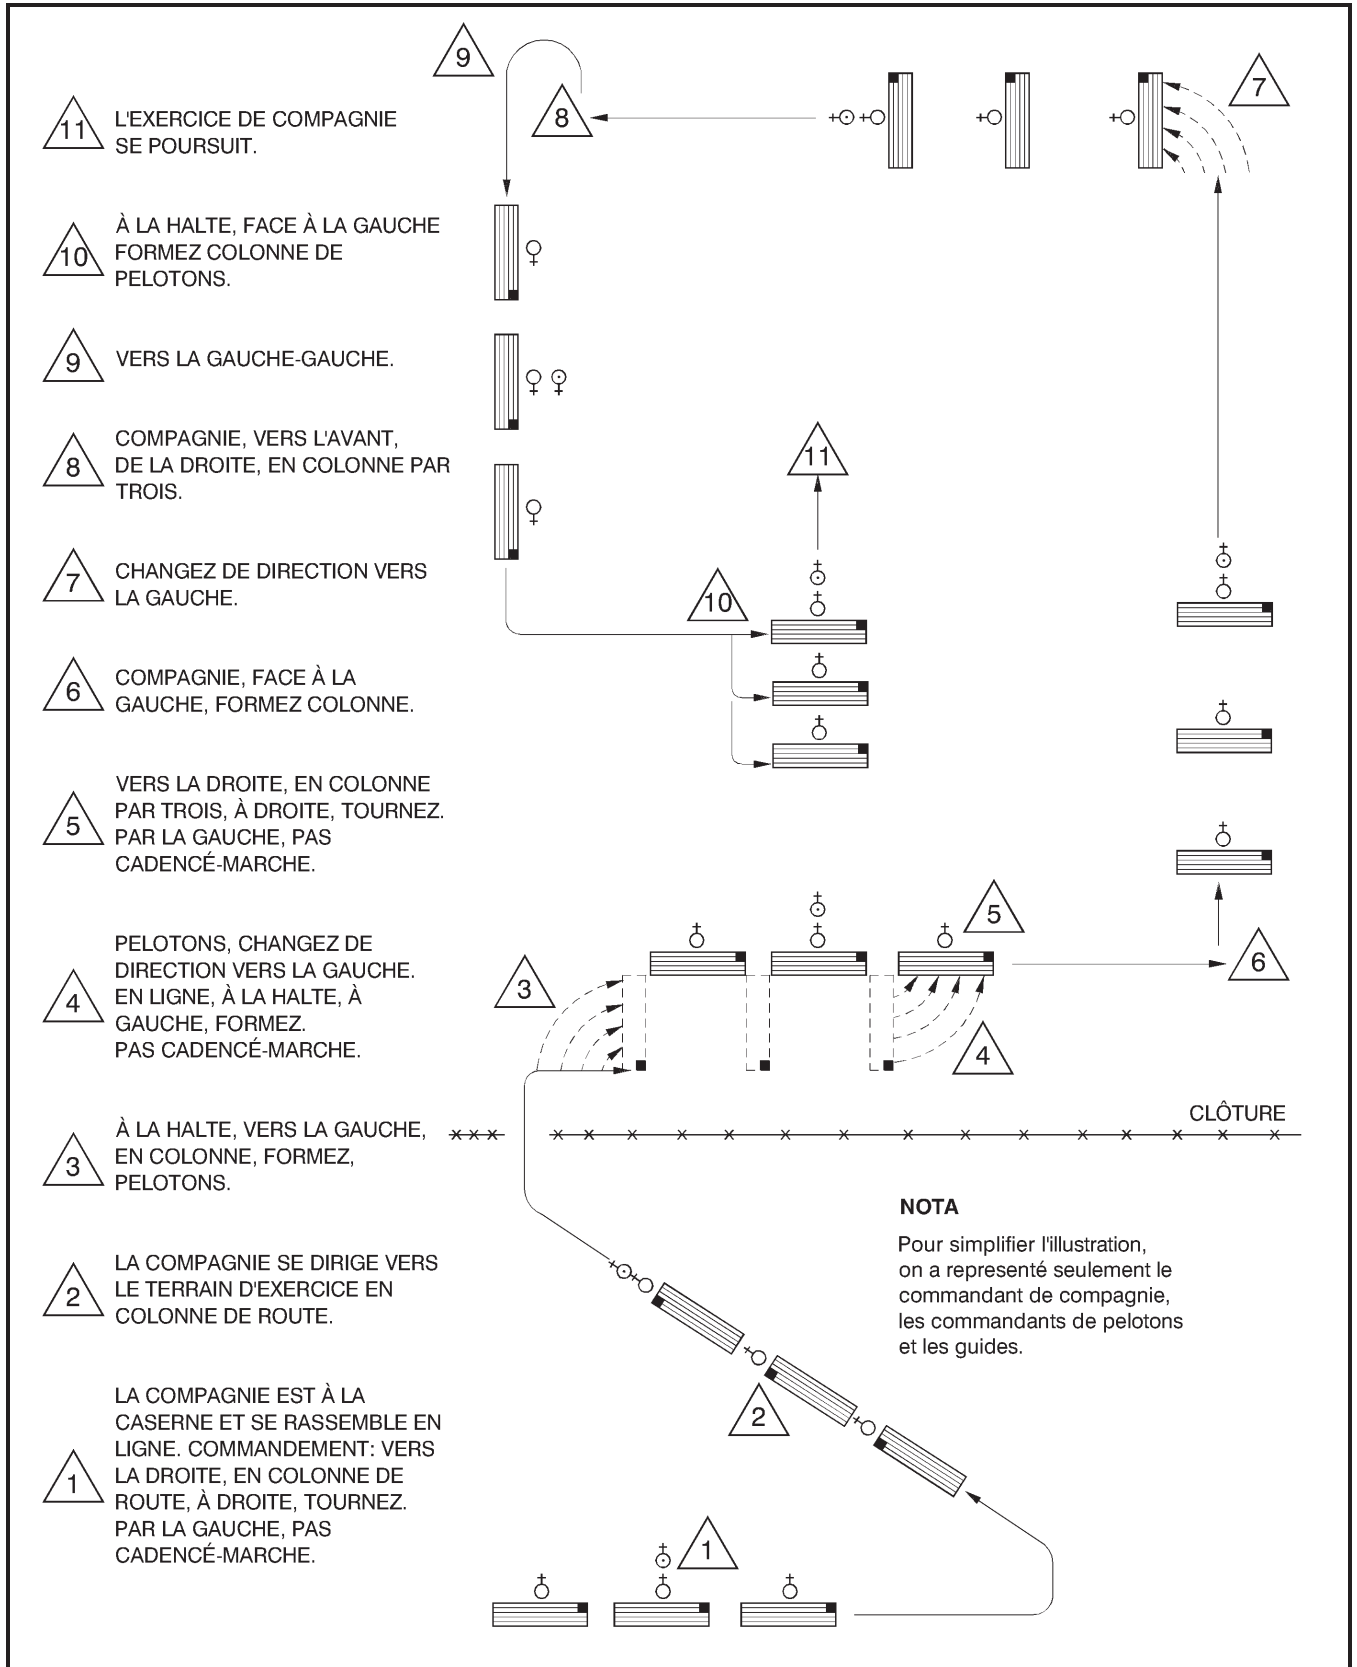 11
L'EXERCICE DE COMPAGNIE
SE POURSUIT.
10
À LA HALTE, FACE À LA GAUCHE
FORMEZ COLONNE DE
PELOTONS.
9
VERS LA GAUCHE-GAUCHE.
8
COMPAGNIE, VERS L'AVANT,
DE LA DROITE, EN COLONNE PAR
TROIS.
7
CHANGEZ DE DIRECTION VERS
LA GAUCHE.
6
COMPAGNIE, FACE À LA
GAUCHE, FORMEZ COLONNE.
5
VERS LA DROITE, EN COLONNE
PAR TROIS, À DROITE, TOURNEZ.
PAR LA GAUCHE, PAS
CADENCÉ-MARCHE.
4
PELOTONS, CHANGEZ DE
DIRECTION VERS LA GAUCHE.
EN LIGNE, À LA HALTE, À
GAUCHE, FORMEZ.
PAS CADENCÉ-MARCHE.
3
À LA HALTE, VERS LA GAUCHE,
EN COLONNE, FORMEZ,
PELOTONS.
2
LA COMPAGNIE SE DIRIGE VERS
LE TERRAIN D'EXERCICE EN
COLONNE DE ROUTE.
1
LA COMPAGNIE EST À LA
CASERNE ET SE RASSEMBLE EN
LIGNE. COMMANDEMENT: VERS
LA DROITE, EN COLONNE DE
ROUTE, À DROITE, TOURNEZ.
PAR LA GAUCHE, PAS
CADENCÉ-MARCHE.
9
8
7
11
10
5
6
3
4
CLÔTURE
NOTA
Pour simplifier l'illustration,
on a representé seulement le
commandant de compagnie,
les commandants de pelotons
et les guides.
2
1